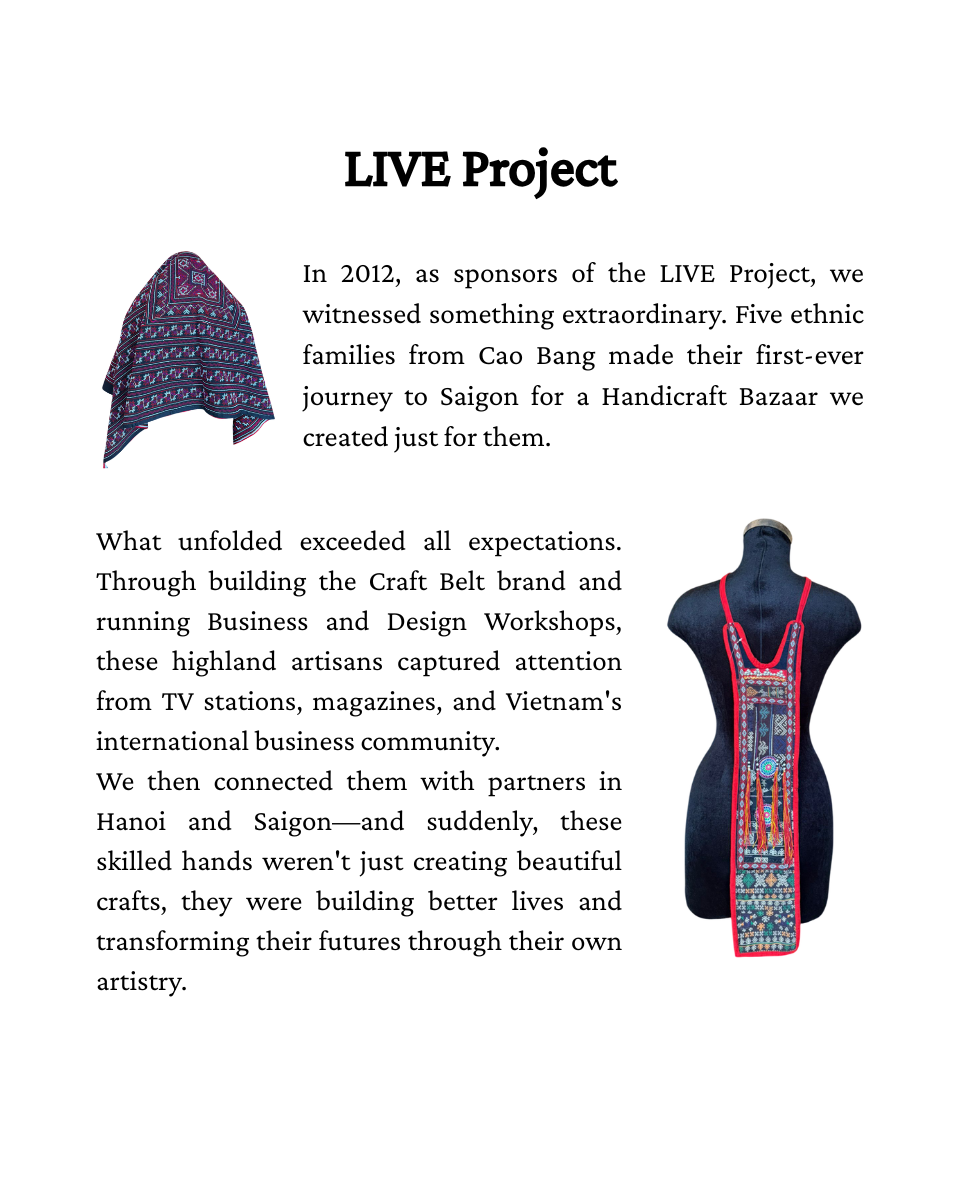 LIVE Project
In 2012, as sponsors of the LIVE Project, we
witnessed something extraordinary. Five ethnic
families from Cao Bang made their first-ever
journey to Saigon for a Handicraft Bazaar we
created just for them.
What unfolded exceeded all expectations.
Through building the Craft Belt brand and
running Business and Design Workshops,
these highland artisans captured attention
from TV stations, magazines, and Vietnam's
international business community.
We then connected them with partners in
Hanoi and Saigon—and suddenly, these
skilled hands weren't just creating beautiful
crafts, they were building better lives and
transforming their futures through their own
artistry.